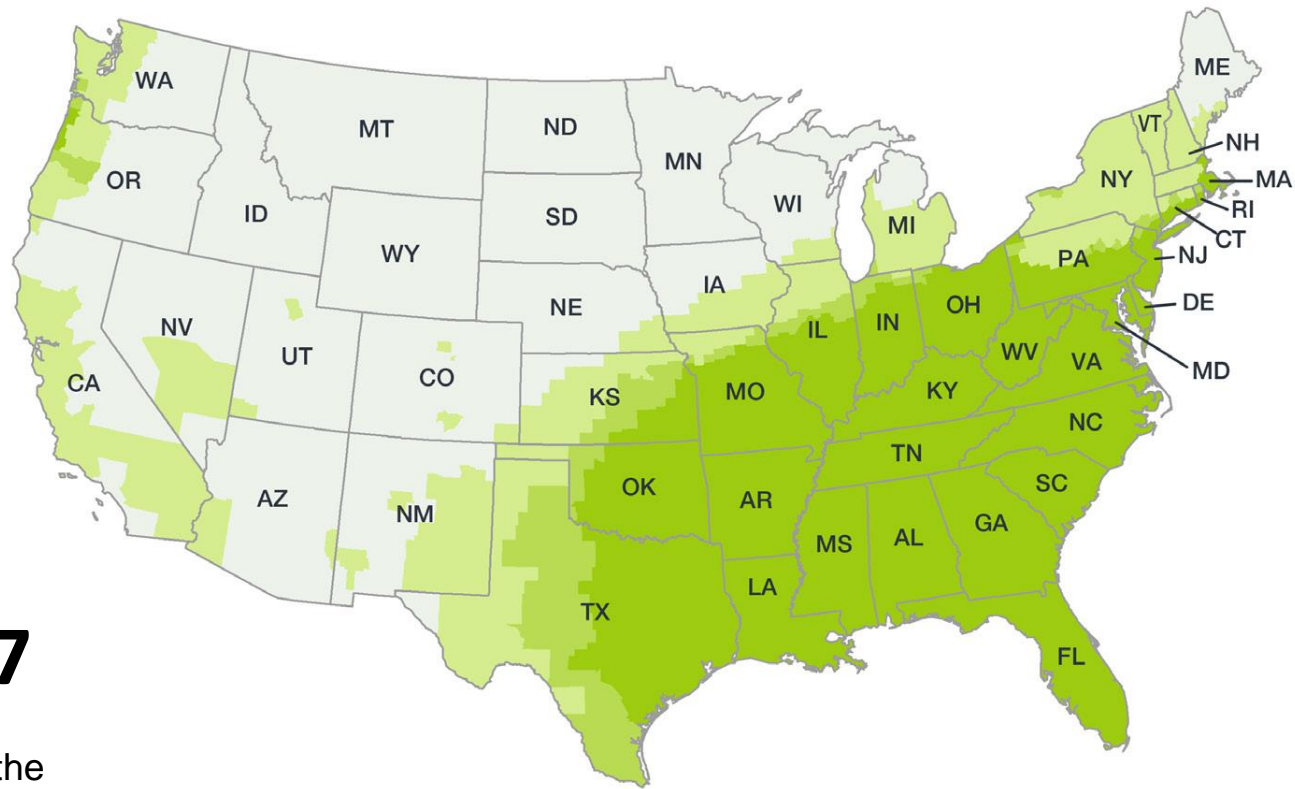 ME
WA
MT
ND
VT
MN
NH
OR
NY
MA
ID
WI
RI
SD
MI
CT
WY
PA
NJ
IA
NE
OH
DE
NV
IN
IL
UT
WV
VA
CO
MD
CA
KS
MO
KY
NC
TN
OK
SC
AZ
AR
NM
GA
AL
MS
LA
TX
7
FL
the